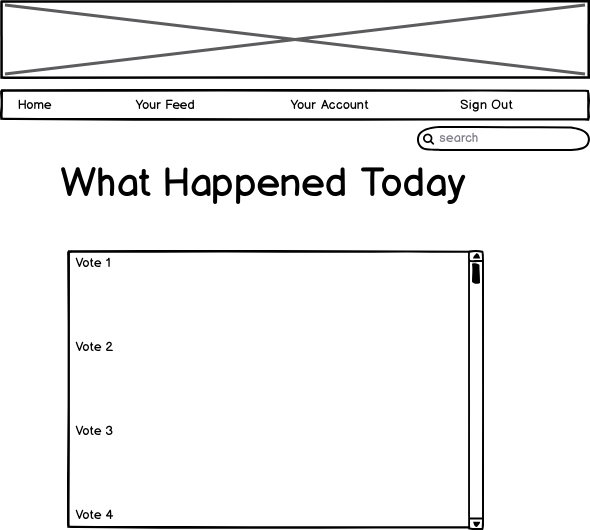 Home Your Feed Your Account Sign Out
search
What Happened Today
Vote 1
Vote 2
Vote 3
Vote 4